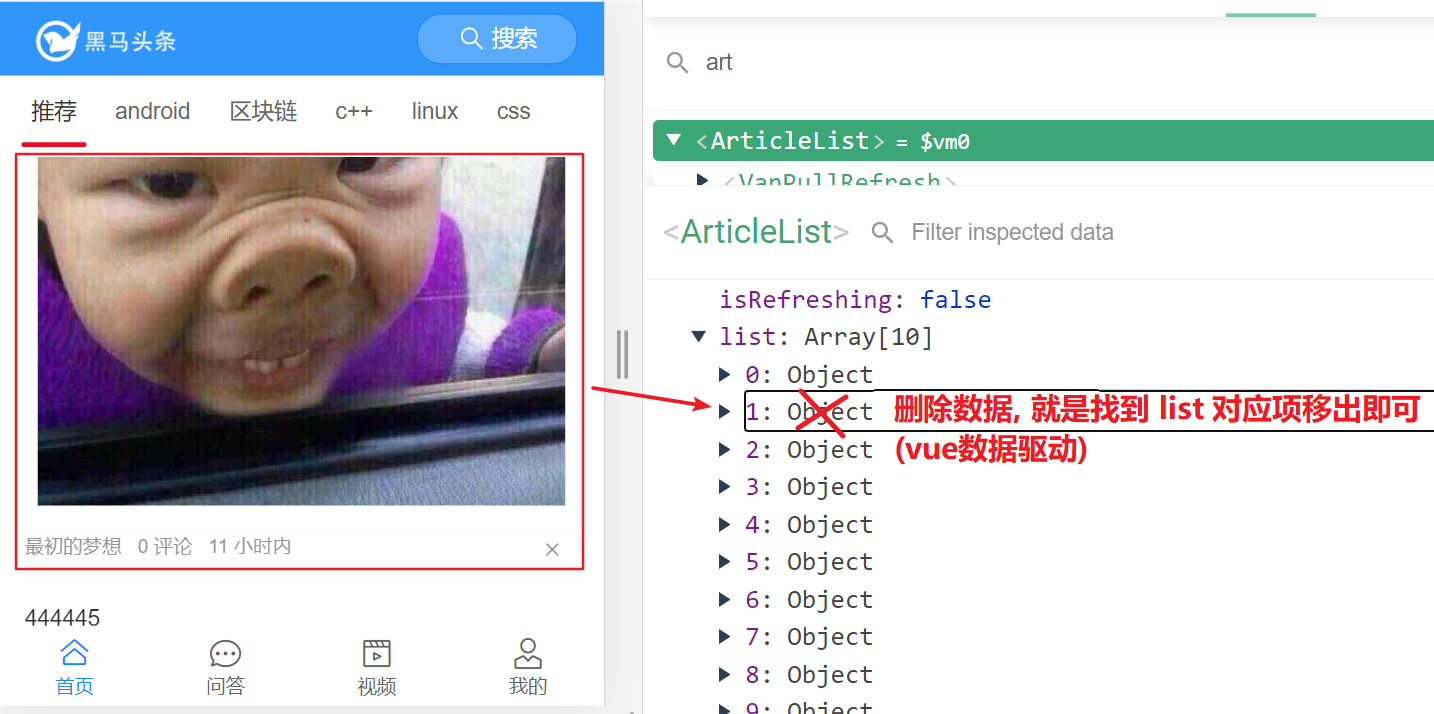 黑马头条
搜索
推荐 android 区块链 c++ linux css
最初的梦想 0 评论 11 小时内
444445
首页 问答 视频 我的
art
<ArticleList> = $vm0
<VanPullRefresh>
<ArticleList> Filter inspected data
isRefreshing: false
list: Array[10]
0: Object
1: Object 删除数据, 就是找到 list 对应项移出即可
2: Object (vue数据驱动)
3: Object
4: Object
5: Object
6: Object
7: Object
8: Object
9: Object